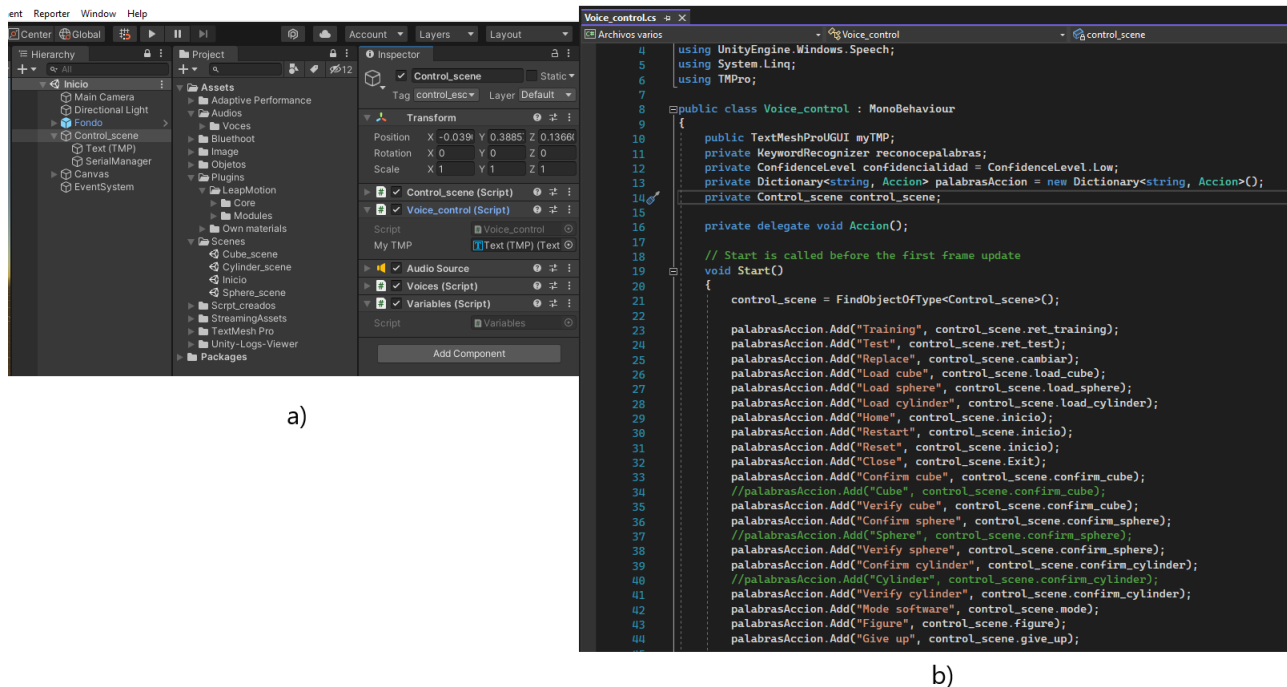 ent Reporter Window Help
Center Global Account Layers Layout
Hierarchy
All
Inicio
Main Camera
Directional Light
Fondo
Control_scene
Text (TMP)
SerialManager
Canvas
EventSystem
Project
12
Assets
Adaptive Performance
Audios
Voces
Bluethoot
Image
Objetos
Plugins
LeapMotion
Core
Modules
Own materials
Scenes
Cube_scene
Cylinder_scene
Inicio
Sphere_scene
Scrpt_creados
StreamingAssets
TextMesh Pro
Unity-Logs-Viewer
Packages
Inspector
Control_scene Static
Tag control_esc Layer Default
Transform
Position X -0.039 Y 0.3885 Z 0.1366
Rotation X 0 Y 0 Z 0
Scale X 1 Y 1 Z 1
Control_scene (Script)
Voice_control (Script)
Script Voice_control
My TMP Text (TMP) (Text
Audio Source
Voices (Script)
Variables (Script)
Script Variables
Add Component
a)
Voice_control.cs
Archivos varios Voice_control control_scene
4 using UnityEngine.Windows.Speech;
5 using System.Linq;
6 using TMPro;
7
8 public class Voice_control : MonoBehaviour
9 {
10 public TextMeshProUGUI myTMP;
11 private KeywordRecognizer reconocepalabras;
12 private ConfidenceLevel confidencialidad = ConfidenceLevel.Low;
13 private Dictionary<string, Accion> palabrasAccion = new Dictionary<string, Accion>();
14 private Control_scene control_scene;
15
16 private delegate void Accion();
17
18 // Start is called before the first frame update
19 void Start()
20 {
21 control_scene = FindObjectOfType<Control_scene>();
22
23 palabrasAccion.Add("Training", control_scene.ret_training);
24 palabrasAccion.Add("Test", control_scene.ret_test);
25 palabrasAccion.Add("Replace", control_scene.cambiar);
26 palabrasAccion.Add("Load cube", control_scene.load_cube);
27 palabrasAccion.Add("Load sphere", control_scene.load_sphere);
28 palabrasAccion.Add("Load cylinder", control_scene.load_cylinder);
29 palabrasAccion.Add("Home", control_scene.inicio);
30 palabrasAccion.Add("Restart", control_scene.inicio);
31 palabrasAccion.Add("Reset", control_scene.inicio);
32 palabrasAccion.Add("Close", control_scene.Exit);
33 palabrasAccion.Add("Confirm cube", control_scene.confirm_cube);
34 //palabrasAccion.Add("Cube", control_scene.confirm_cube);
35 palabrasAccion.Add("Verify cube", control_scene.confirm_cube);
36 palabrasAccion.Add("Confirm sphere", control_scene.confirm_sphere);
37 //palabrasAccion.Add("Sphere", control_scene.confirm_sphere);
38 palabrasAccion.Add("Verify sphere", control_scene.confirm_sphere);
39 palabrasAccion.Add("Confirm cylinder", control_scene.confirm_cylinder);
40 //palabrasAccion.Add("Cylinder", control_scene.confirm_cylinder);
41 palabrasAccion.Add("Verify cylinder", control_scene.confirm_cylinder);
42 palabrasAccion.Add("Mode software", control_scene.mode);
43 palabrasAccion.Add("Figure", control_scene.figure);
44 palabrasAccion.Add("Give up", control_scene.give_up);
b)